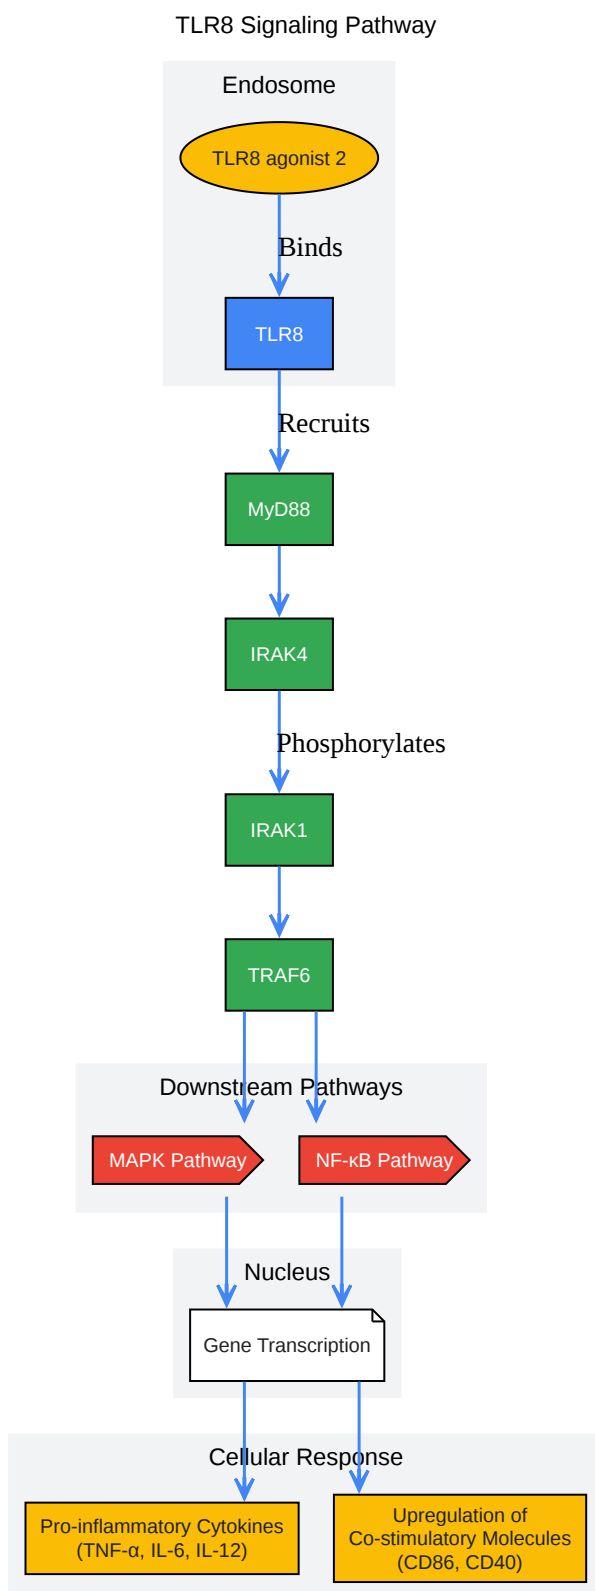 TLR8 Signaling Pathway
Endosome
TLR8 agonist 2
Binds
TLR8
Recruits
MyD88
IRAK4
Phosphorylates
IRAK1
TRAF6
Downstream Pathways
MAPK Pathway
NF-κB Pathway
Nucleus
Gene Transcription
Cellular Response
Pro-inflammatory Cytokines
(TNF-α, IL-6, IL-12)
Upregulation of
Co-stimulatory Molecules
(CD86, CD40)